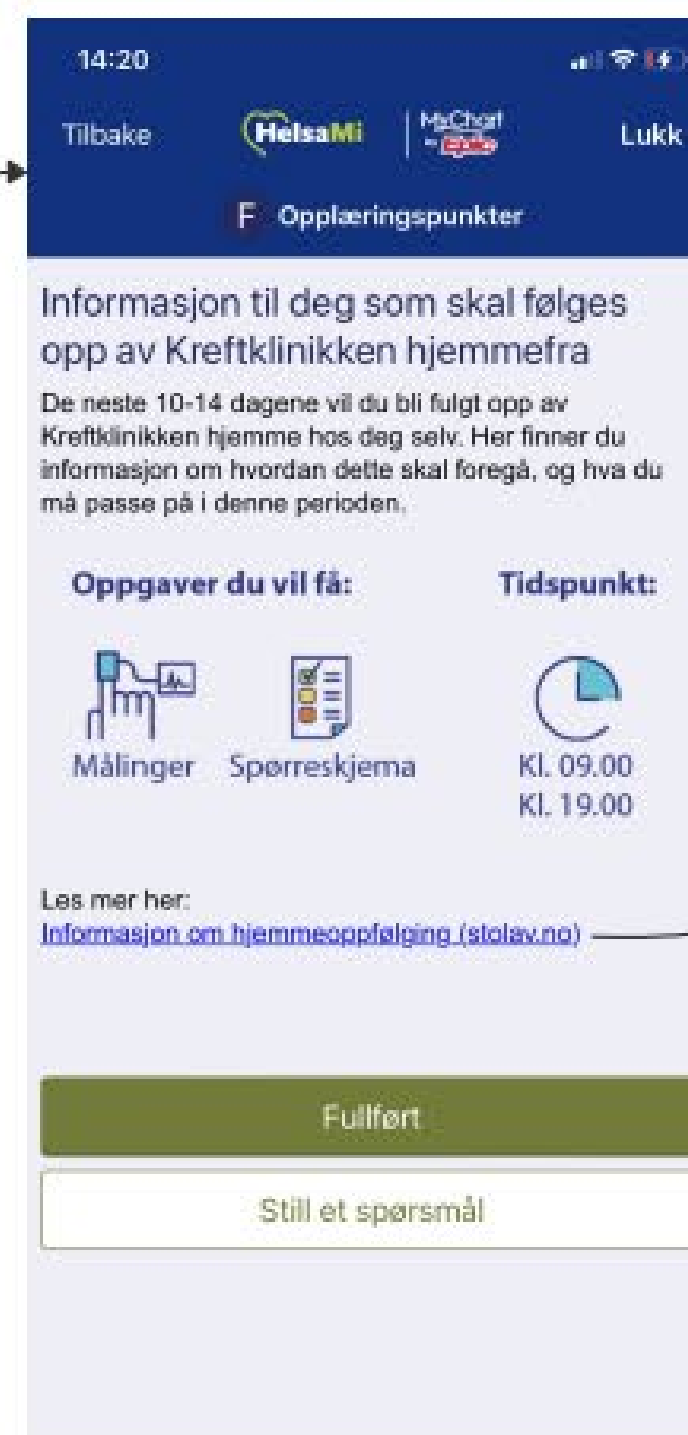 14:20
Tilbake HelsaMi MyChart Lukk
by Epic
F Opplæringspunkter
Informasjon til deg som skal følges
opp av Kreftklinikken hjemmefra
De neste 10-14 dagene vil du bli fulgt opp av
Kreftklinikken hjemme hos deg selv. Her finner du
informasjon om hvordan dette skal foregå, og hva du
må passe på i denne perioden.
Oppgaver du vil få: Tidspunkt:
Målinger Spørreskjema Kl. 09.00
Kl. 19.00
Les mer her:
Informasjon om hjemmeoppfølging (stolav.no)
Fullført
Still et spørsmål